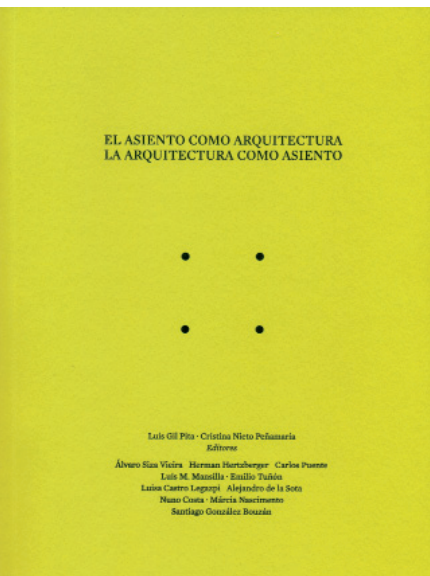 EL ASIENTO COMO ARQUITECTURA
LA ARQUITECTURA COMO ASIENTO
Luis Gil Pita · Cristina Nieto Peñamaría
Editores
Álvaro Siza Vieira Herman Hertzberger Carlos Puente
Luis M. Mansilla · Emilio Tuñón
Luisa Castro Legazpi Alejandro de la Sota
Nuno Costa · Márcia Nascimento
Santiago González Bouzán